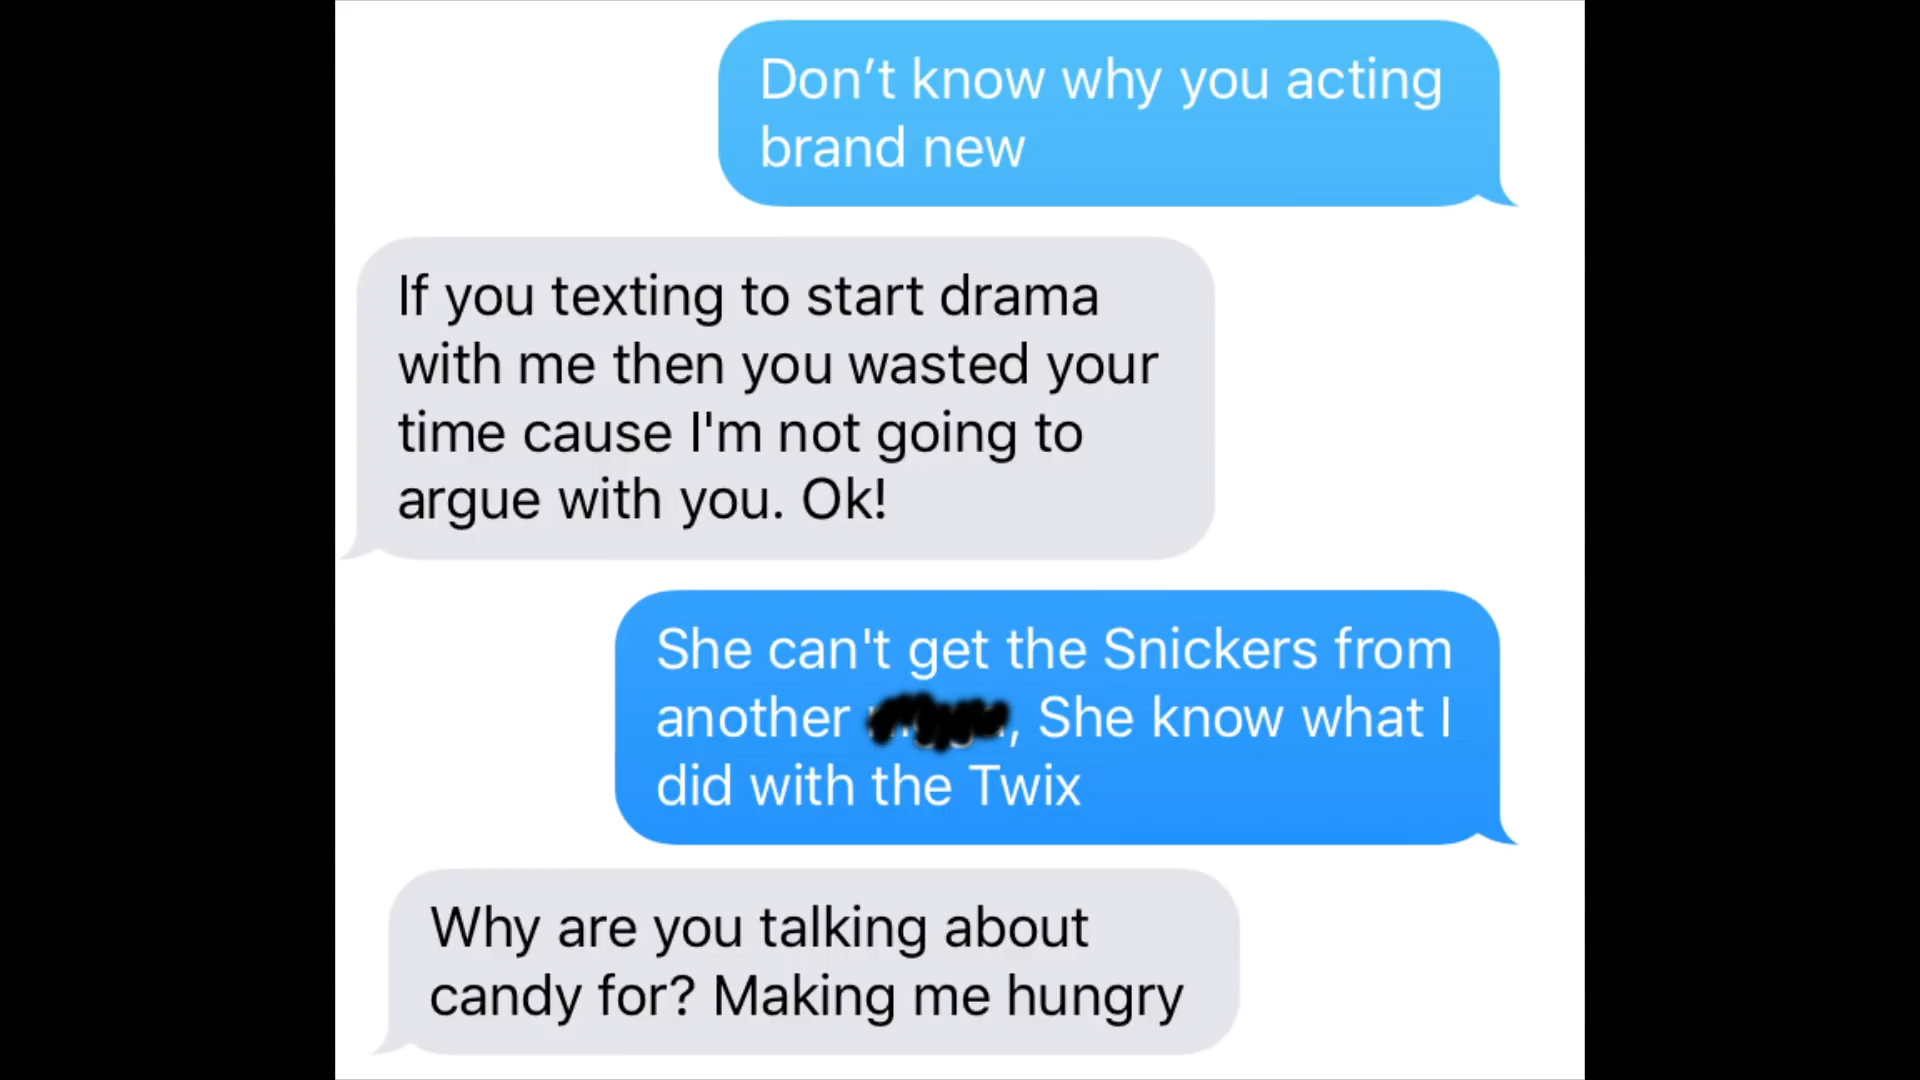 Don’t know why you acting
brand new
If you texting to start drama
with me then you wasted your
time cause I'm not going to
argue with you. Ok!
She can't get the Snickers from
another , She know what I
did with the Twix
Why are you talking about
candy for? Making me hungry